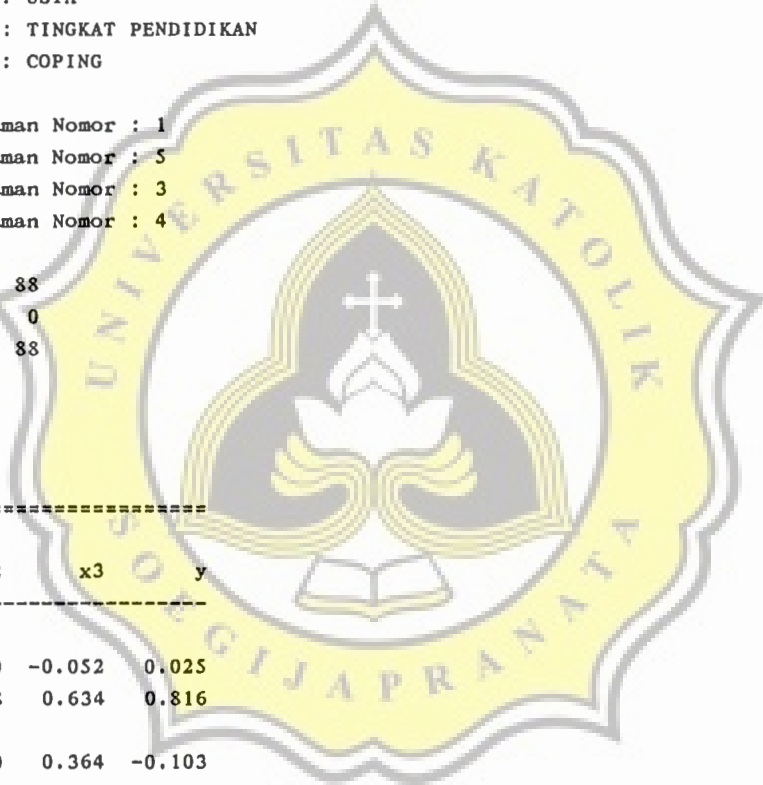 : TINGKAT PENDIDIKAN
: COPING
man Nomor : 1
man Nomor : 5
man Nomor : 3
man Nomor : 4
88
0
88
x3 y
-0.052 0.025
0.634 0.816
0.364 -0.103
UNIVERSITAS KATOLIK
SOEGIJAPRANATA